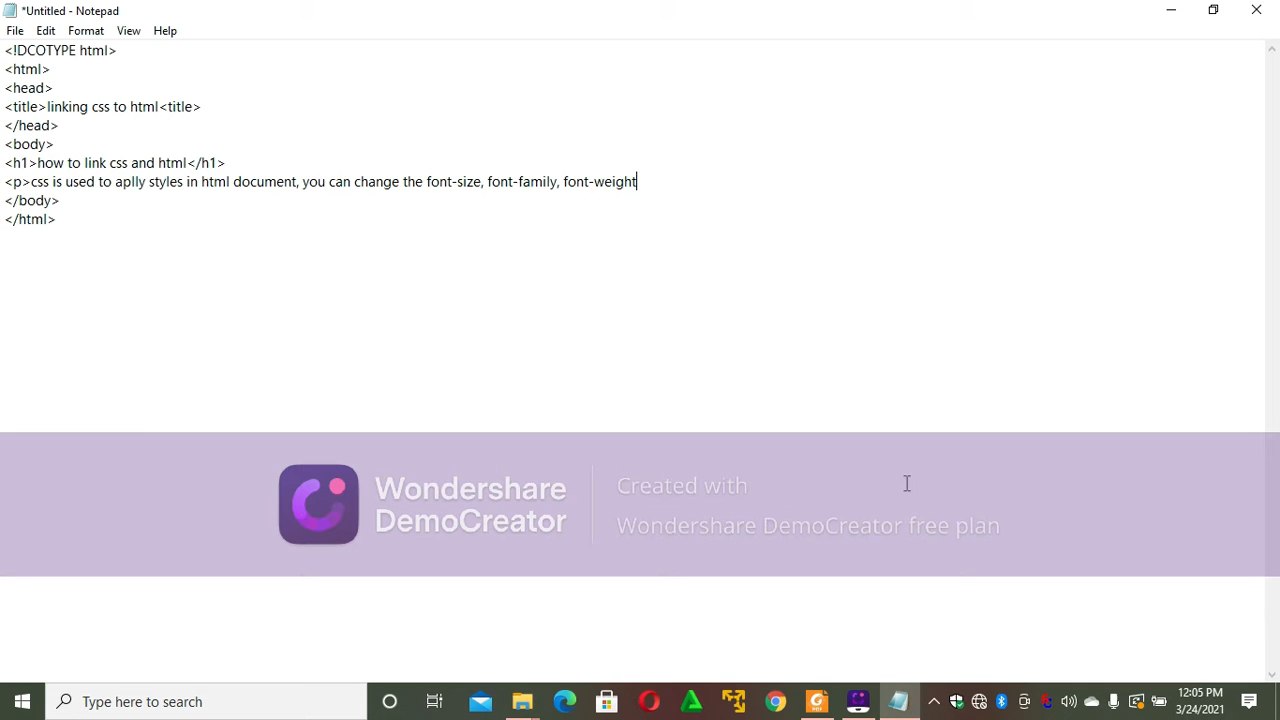 *Untitled - Notepad
File Edit Format View Help
<!DCOTYPE html>
<html>
<head>
<title>linking css to html<title>
</head>
<body>
<h1>how to link css and html</h1>
<p>css is used to aplly styles in html document, you can change the font-size, font-family, font-weight
</body>
</html>
Wondershare
DemoCreator
Created with
Wondershare DemoCreator free plan
Type here to search
12:05 PM
3/24/2021